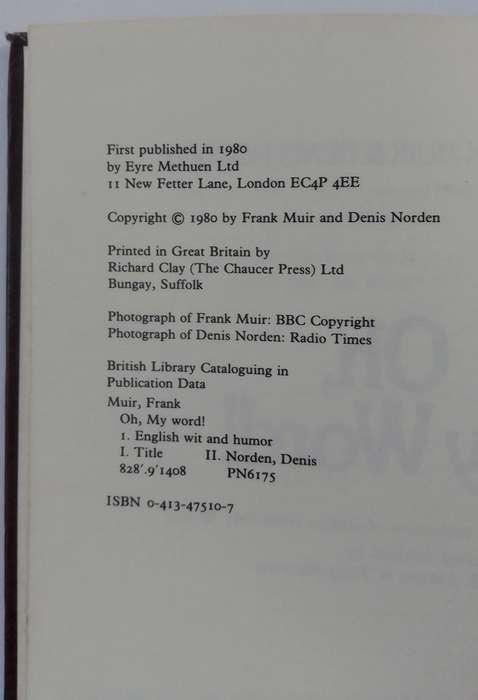 First published in 1980
by Eyre Methuen Ltd
11 New Fetter Lane, London EC4P 4EE
Copyright © 1980 by Frank Muir and Denis Norden
Printed in Great Britain by
Richard Clay (The Chaucer Press) Ltd
Bungay, Suffolk
Photograph of Frank Muir: BBC Copyright
Photograph of Denis Norden: Radio Times
British Library Cataloguing in
Publication Data
Muir, Frank
Oh, My word!
1. English wit and humor
I. Title II. Norden, Denis
828'.9'1408 PN6175
ISBN 0-413-47510-7